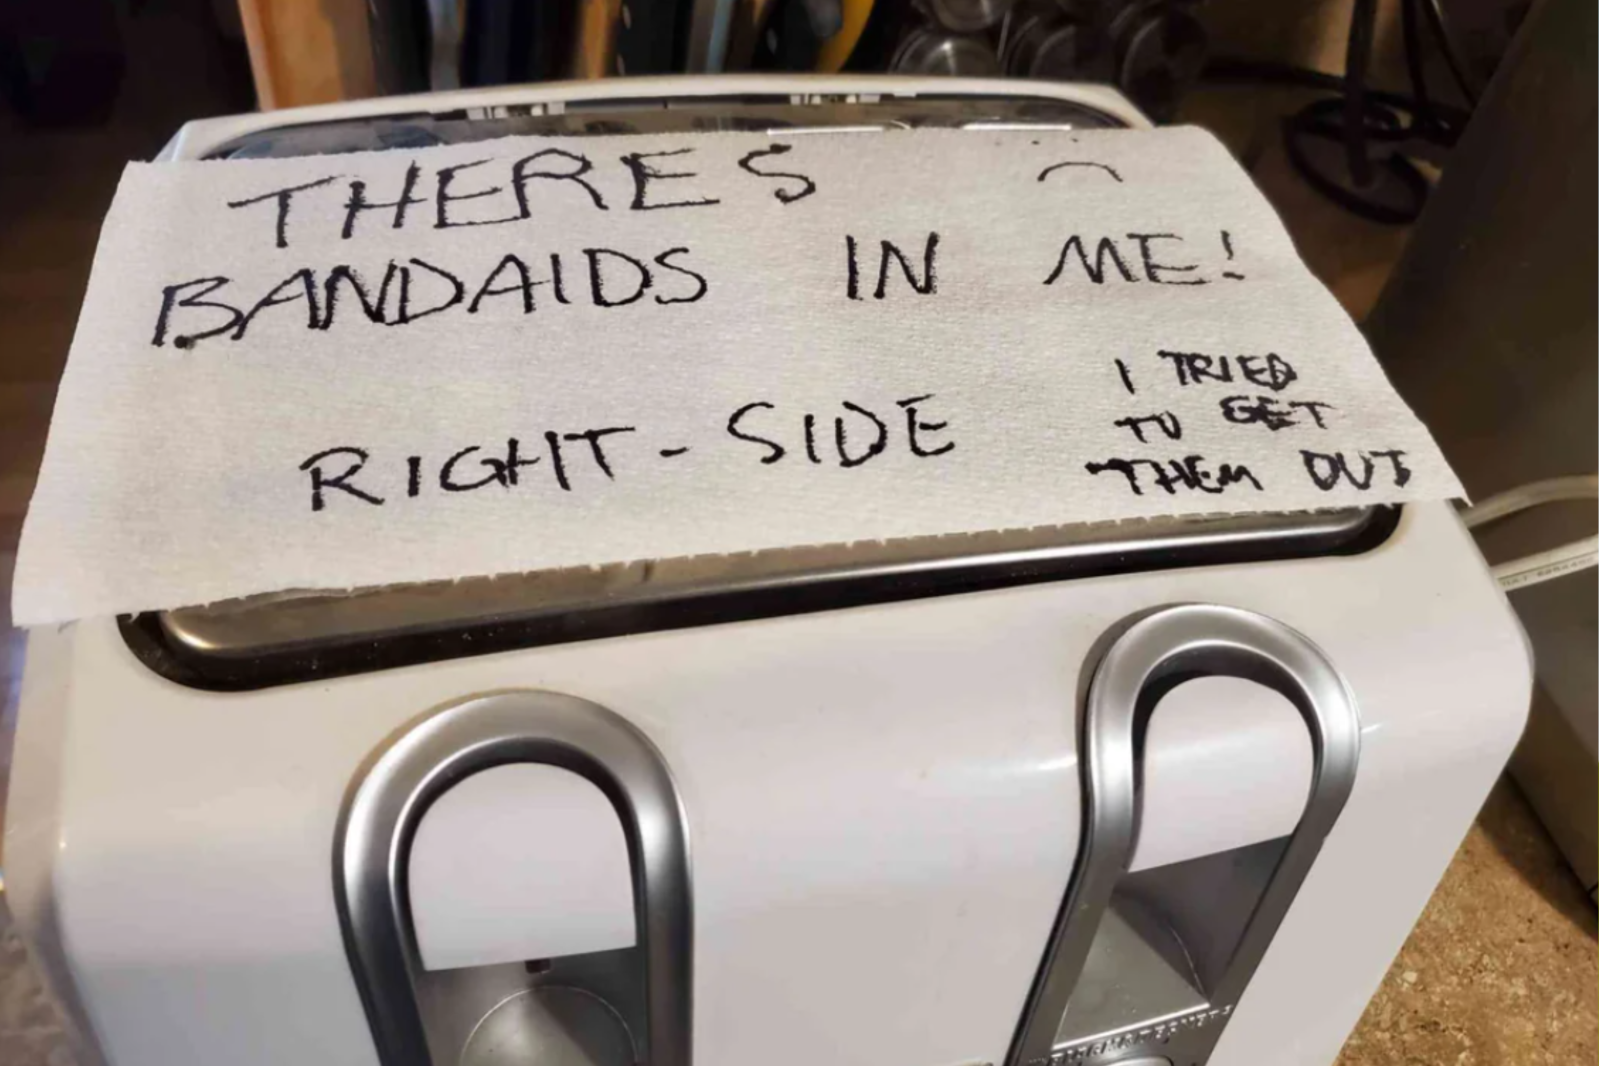 THERES
BANDAIDS IN ME!
RIGHT-SIDE
I TRIED
TO GET
THEM OUT